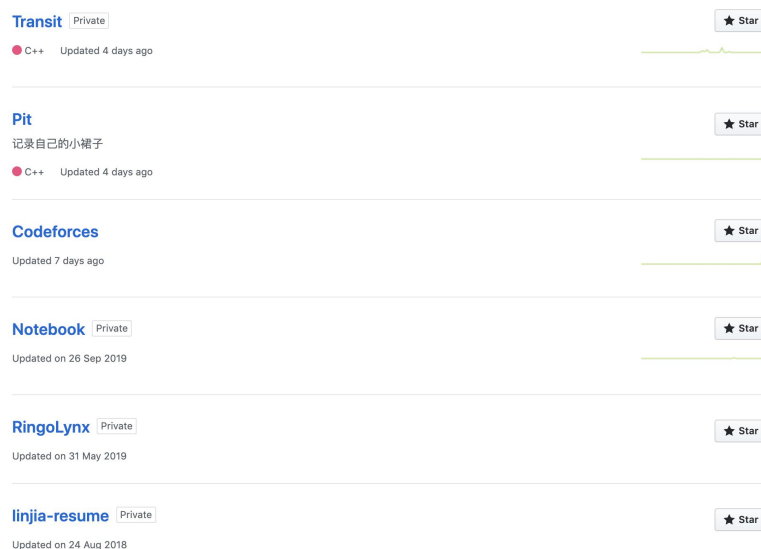 Transit Private Star
C++ Updated 4 days ago
Pit Star
记录自己的小裙子
C++ Updated 4 days ago
Codeforces Star
Updated 7 days ago
Notebook Private Star
Updated on 26 Sep 2019
RingoLynx Private Star
Updated on 31 May 2019
linjia-resume Private Star
Updated on 24 Aug 2018